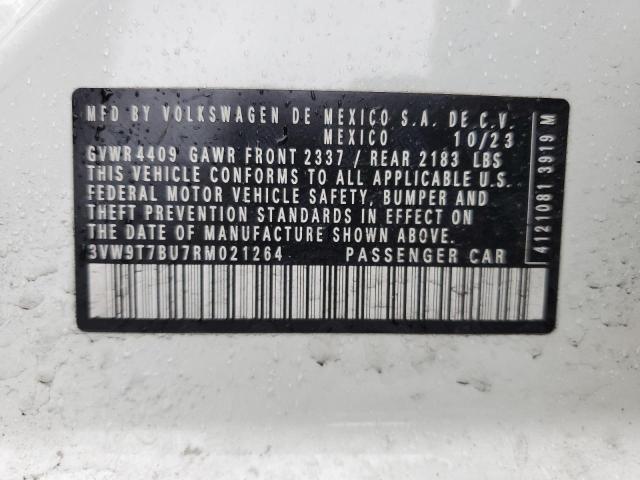 MFD BY VOLKSWAGEN DE MEXICO S.A. DE C.V.
MEXICO 10/23
GVWR 4409 GAWR FRONT 2337 / REAR 2183 LBS
THIS VEHICLE CONFORMS TO ALL APPLICABLE U.S.
FEDERAL MOTOR VEHICLE SAFETY, BUMPER AND
THEFT PREVENTION STANDARDS IN EFFECT ON
THE DATE OF MANUFACTURE SHOWN ABOVE.
3VW9T7BU7RM021264 PASSENGER CAR
4121081 3919 M